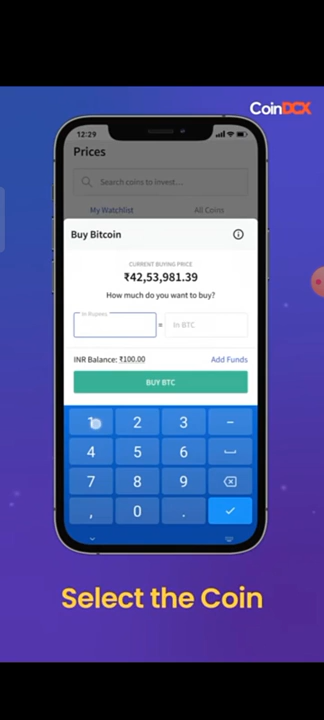 CoinDCX
12:29
Prices
Search coins to invest....
My Watchlist All Coins
Buy Bitcoin
CURRENT BUYING PRICE
₹42,53,981.39
How much do you want to buy?
In Rupees
= In BTC
INR Balance: ₹100.00 Add Funds
BUY BTC
1 2 3 -
4 5 6
7 8 9
, 0 .
Select the Coin